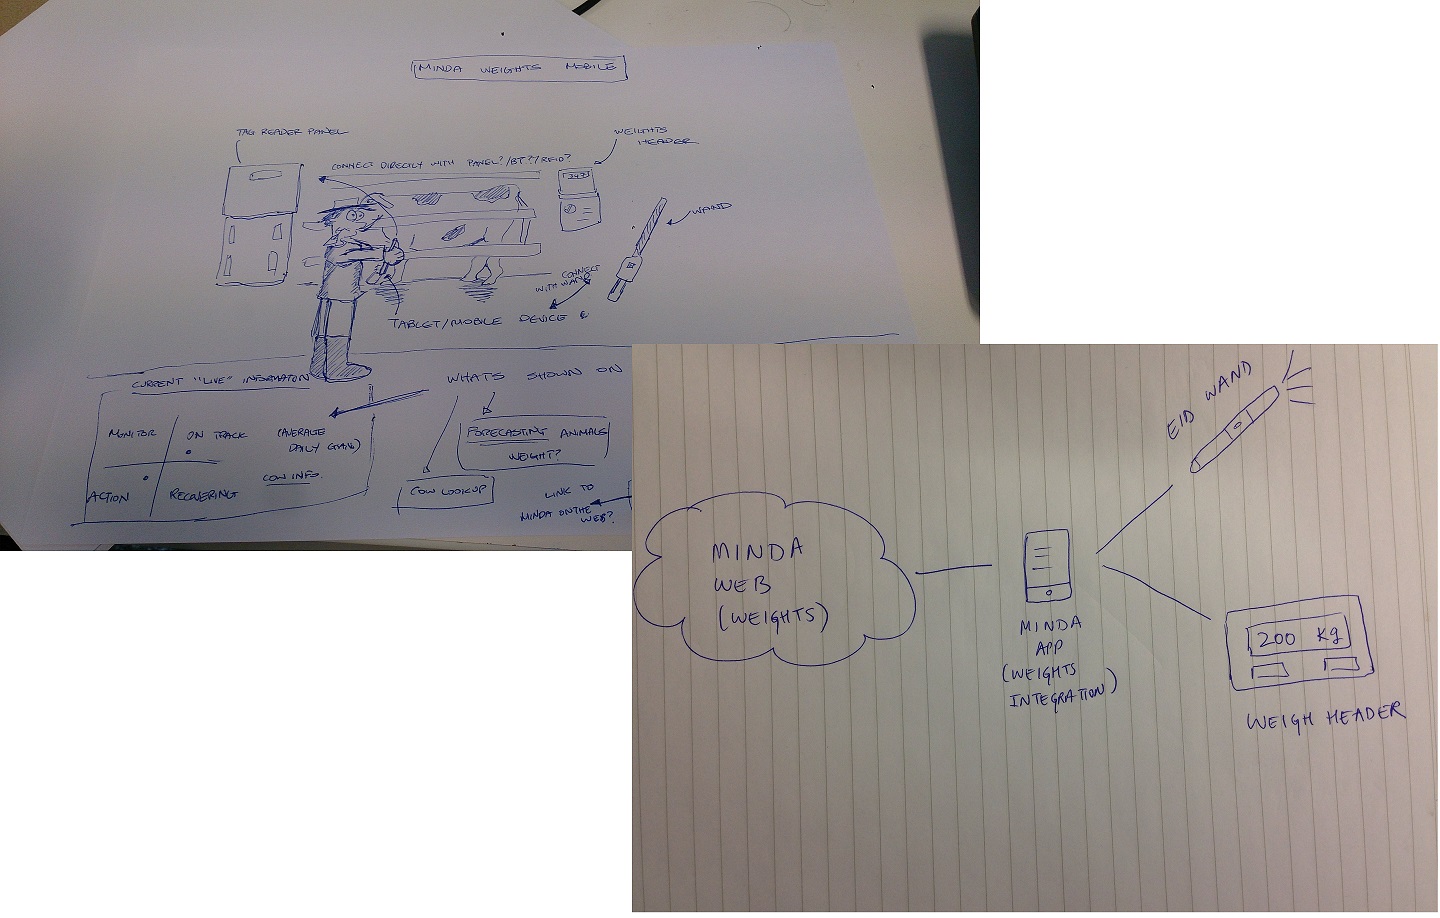 MINDA WEIGHTS MOBILE
TAG READER PANEL
CONNECT DIRECTLY WITH PANEL?/BT?/RFID?
WEIGHTS
HEADER
WAND
CONNECT
WITH WAND
TABLET/MOBILE DEVICE
CURRENT "LIVE" INFORMATION
WHATS SHOWN ON
MONITOR
ON TRACK
(AVERAGE
DAILY GAIN)
ACTION
RECOVERING
COW INFO.
FORECASTING ANIMALS
WEIGHT?
COW LOOKUP
LINK TO
MINDA ON THE
WEB?
MINDA
WEB
(WEIGHTS)
MINDA
APP
(WEIGHTS
INTEGRATION)
EID WAND
200 Kg
WEIGH HEADER